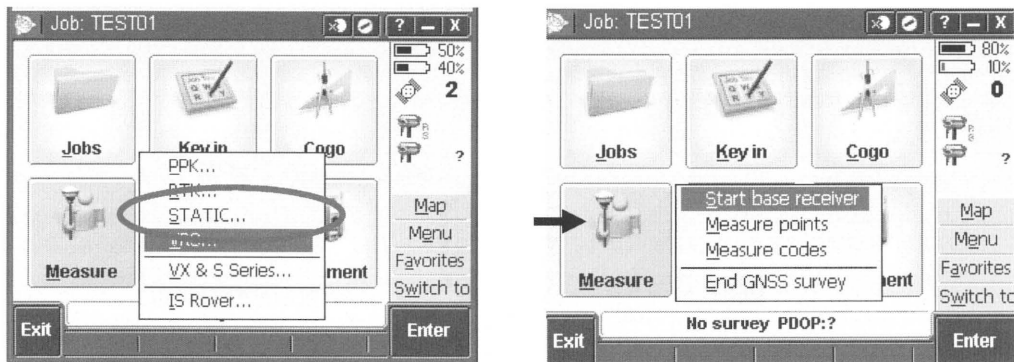 Job: TEST01
? – X
50%
40%
2
Jobs
Key in
Cogo
?
PPK...
RTK...
STATIC...
VRS...
VX & S Series...
IS Rover...
Measure
ment
Map
Menu
Favorites
Switch to
Exit
Enter
Job: TEST01
? – X
80%
10%
0
Jobs
Key in
Cogo
?
Start base receiver
Measure points
Measure codes
End GNSS survey
Measure
ent
Map
Menu
Favorites
Switch to
No survey PDOP:?
Exit
Enter